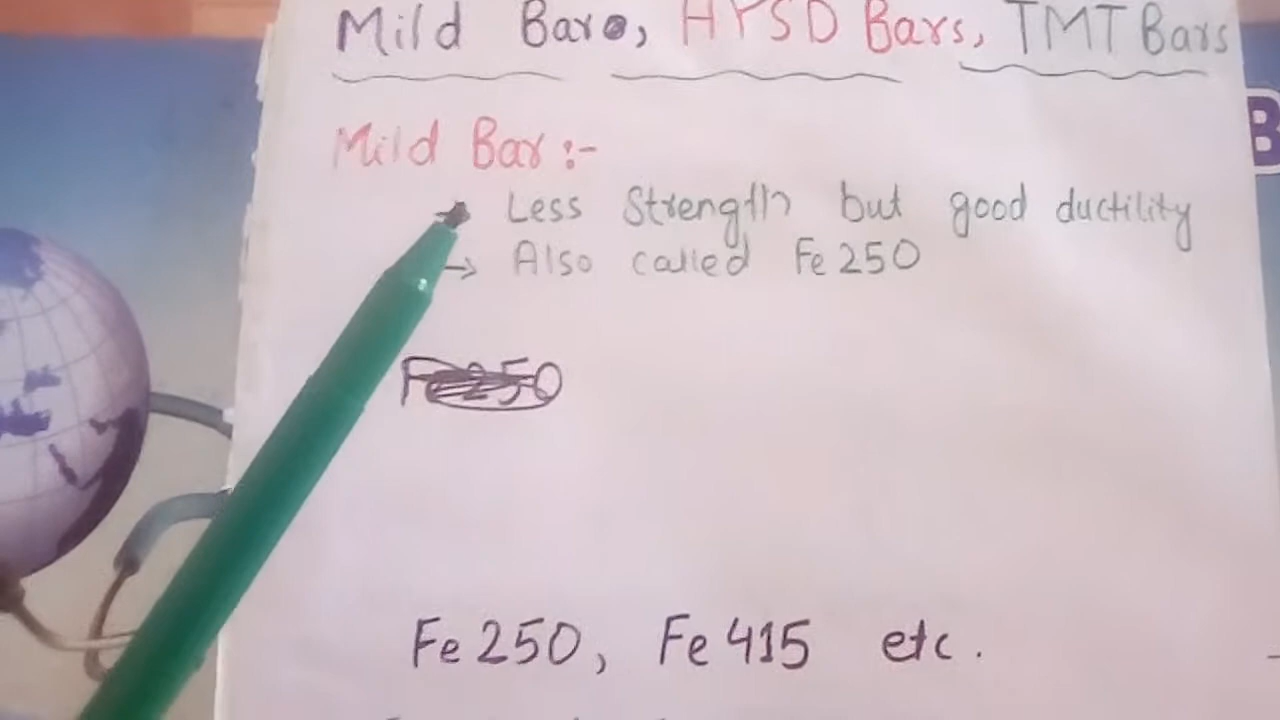 Mild Bars, HYSD Bars, TMT Bars
Mild Bar :-
Less Strength but good ductility
→ Also called Fe 250
Fe250
Fe 250, Fe 415 etc.
B